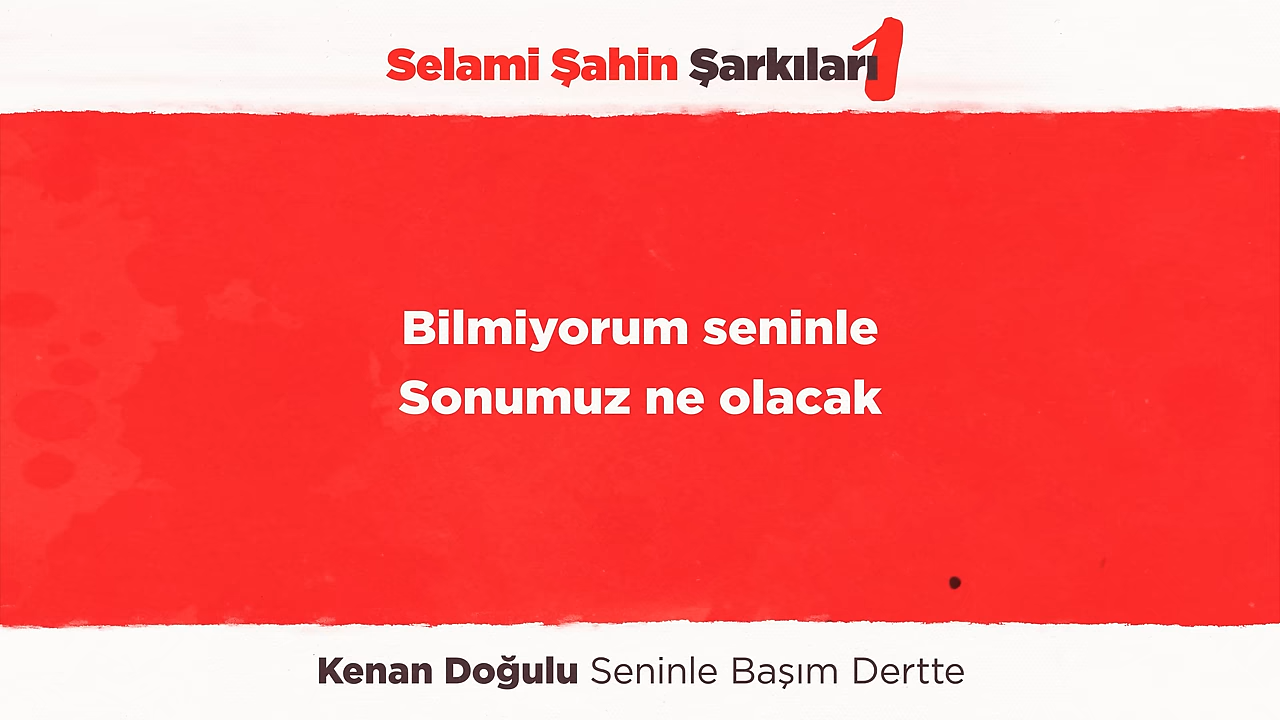 Selami Şahin Şarkıları 1
Bilmiyorum seninle
Sonumuz ne olacak
Kenan Doğulu Seninle Başım Dertte